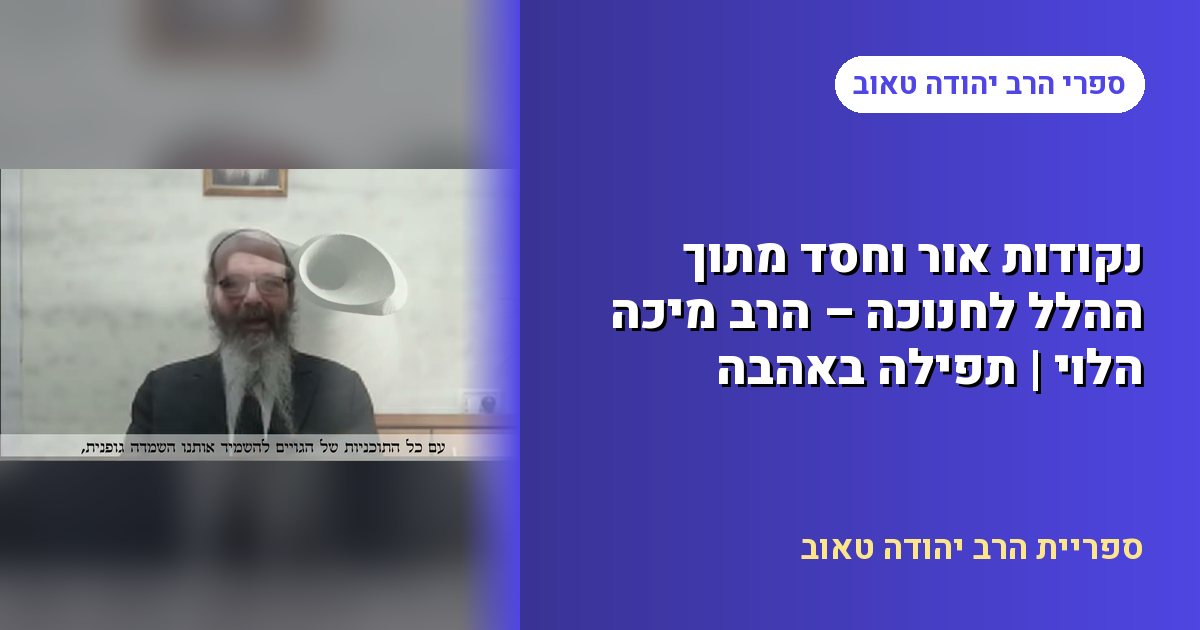 ספרי הרב יהודה טאוב
נקודות אור וחסד מתוך
ההלל לחנוכה – הרב מיכה
הלוי | תפילה באהבה
ספריית הרב יהודה טאוב
עם כל התוכניות של הגויים להשמיד אותנו השמדה גופנית,